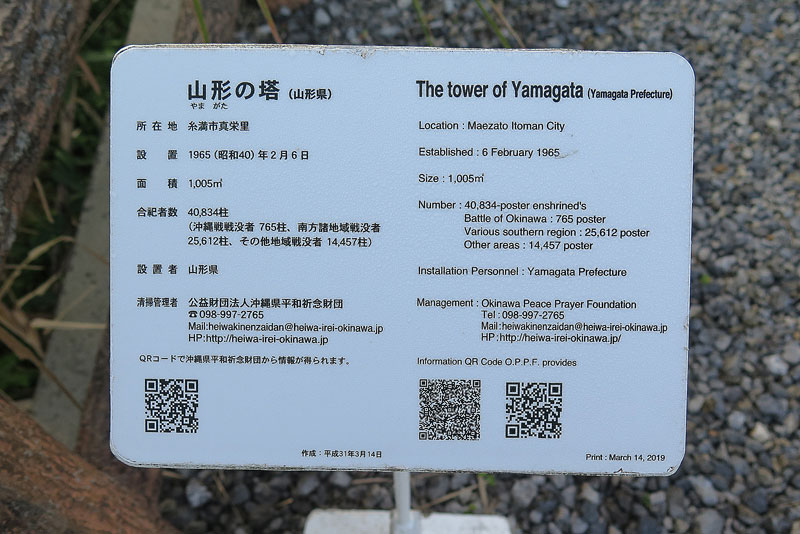 山形の塔（山形県）
やま がた
所在地 糸満市真栄里
設置 1965（昭和40）年2月6日
面積 1,005㎡
合祀者数 40,834柱
（沖縄戦戦没者 765柱、南方諸地域戦没者
25,612柱、その他地域戦没者 14,457柱）
設置者 山形県
清掃管理者 公益財団法人沖縄県平和祈念財団
☎098-997-2765
Mail:heiwakinenzaidan@heiwa-irei-okinawa.jp
HP:http://heiwa-irei-okinawa.jp
QRコードで沖縄県平和祈念財団から情報が得られます。
作成：平成31年3月14日
The tower of Yamagata (Yamagata Prefecture)
Location : Maezato Itoman City
Established : 6 February 1965
Size : 1,005㎡
Number : 40,834-poster enshrined's
Battle of Okinawa : 765 poster
Various southern region : 25,612 poster
Other areas : 14,457 poster
Installation Personnel : Yamagata Prefecture
Management : Okinawa Peace Prayer Foundation
Tel : 098-997-2765
Mail:heiwakinenzaidan@heiwa-irei-okinawa.jp
HP:http://heiwa-irei-okinawa.jp/
Information QR Code O.P.P.F. provides
Print : March 14, 2019